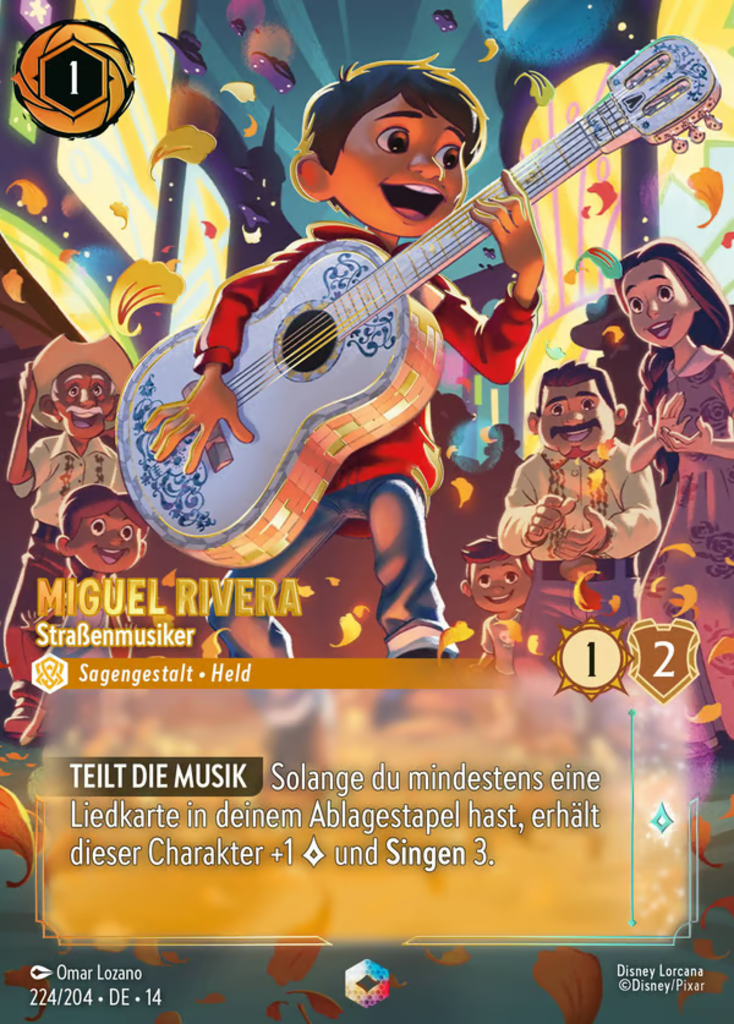 1
MIGUEL RIVERA
Straßenmusiker
1
2
Sagengestalt • Held
TEILT DIE MUSIK Solange du mindestens eine
Liedkarte in deinem Ablagestapel hast, erhält
dieser Charakter +1 und Singen 3.
Omar Lozano
224/204 • DE • 14
Disney Lorcana
©Disney/Pixar